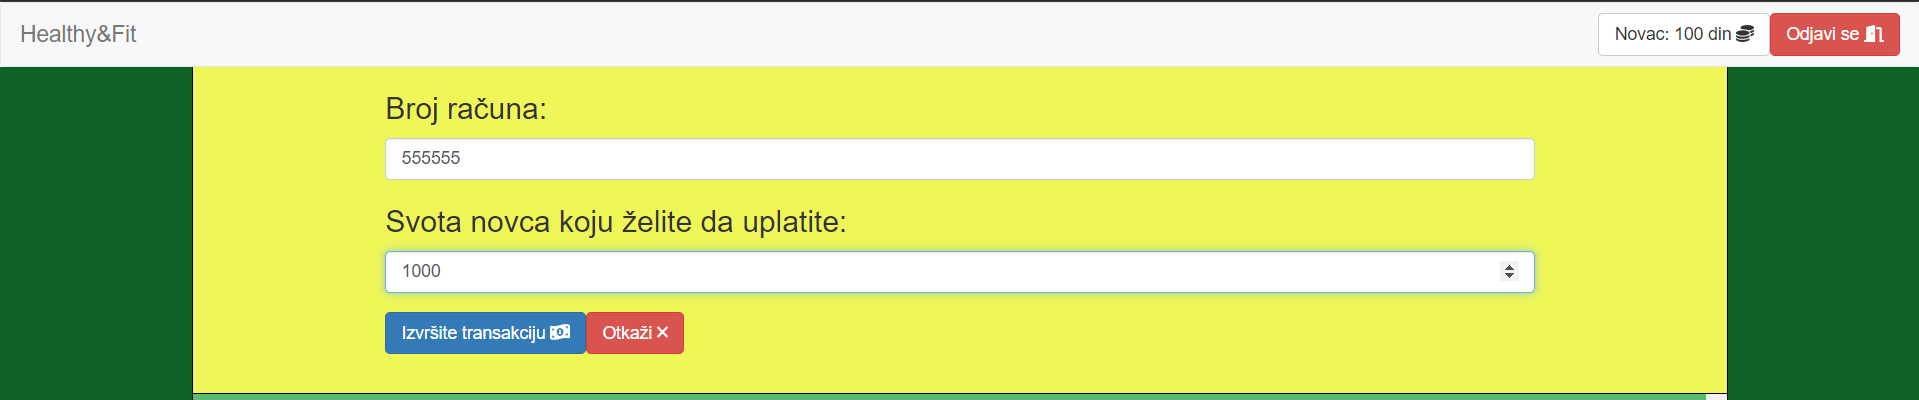 Healthy&Fit
Novac: 100 din
Odjavi se
Broj računa:
555555
Svota novca koju želite da uplatite:
1000
Izvršite transakciju
Otkaži